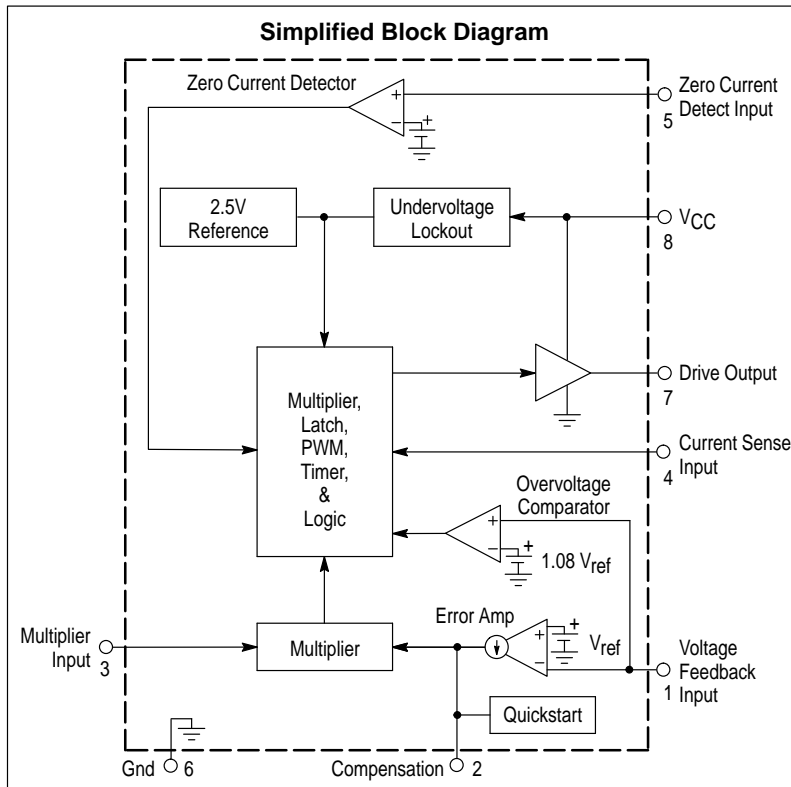 Simplified Block Diagram
Zero Current Detector
+
−
+
Zero Current
Detect Input
5
2.5V
Reference
Undervoltage
Lockout
VCC
8
Multiplier,
Latch,
PWM,
Timer,
&
Logic
Drive Output
7
Current Sense
Input
4
Overvoltage
Comparator
+
−
+
1.08 Vref
Error Amp
+
−
+
Vref
Multiplier
Input
3
Multiplier
Voltage
Feedback
Input
1
Quickstart
Gnd
6
Compensation
2